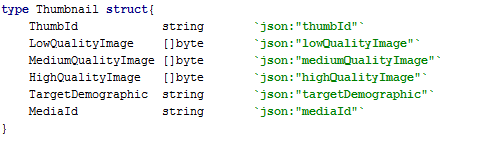 type Thumbnail struct{
    ThumbId            string       `json:"thumbId"`
    LowQualityImage    []byte       `json:"lowQualityImage"`
    MediumQualityImage []byte       `json:"mediumQualityImage"`
    HighQualityImage   []byte       `json:"highQualityImage"`
    TargetDemographic  string       `json:"targetDemographic"`
    MediaId            string       `json:"mediaId"`
}